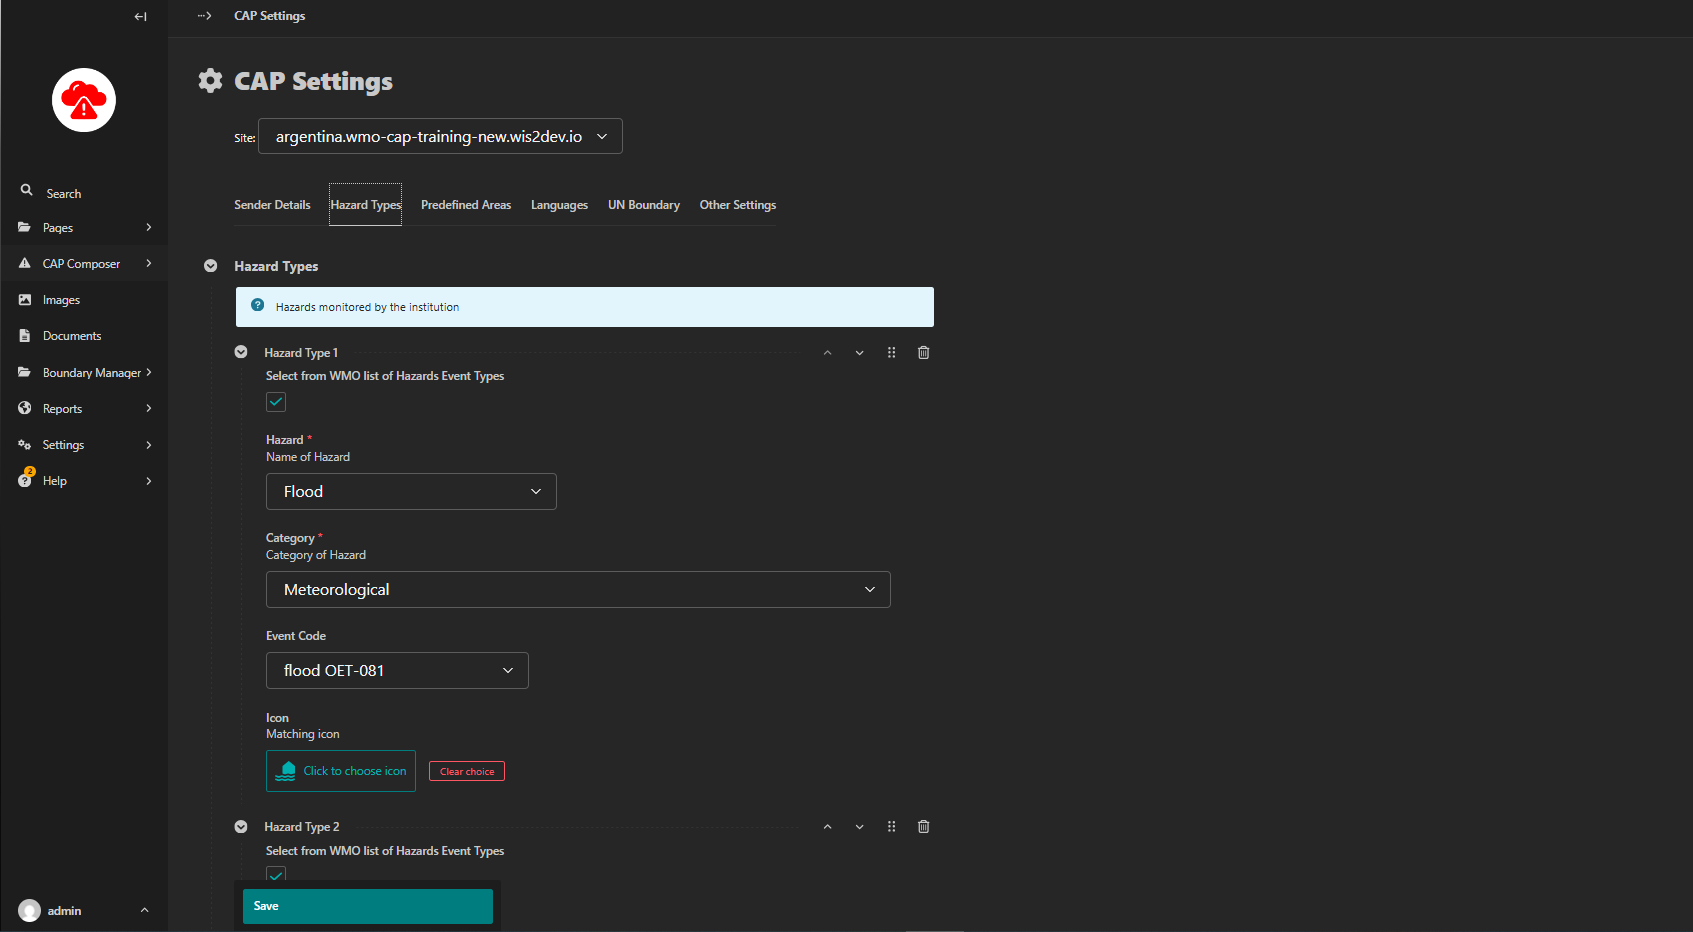 CAP Settings
Search
Pages
CAP Composer
Images
Documents
Boundary Manager
Reports
Settings
2
Help
admin
CAP Settings
Site: argentina.wmo-cap-training-new.wis2dev.io
Sender Details Hazard Types Predefined Areas Languages UN Boundary Other Settings
Hazard Types
Hazards monitored by the institution
Hazard Type 1
Select from WMO list of Hazards Event Types
Hazard *
Name of Hazard
Flood
Category *
Category of Hazard
Meteorological
Event Code
flood OET-081
Icon
Matching icon
Click to choose icon Clear choice
Hazard Type 2
Select from WMO list of Hazards Event Types
Save